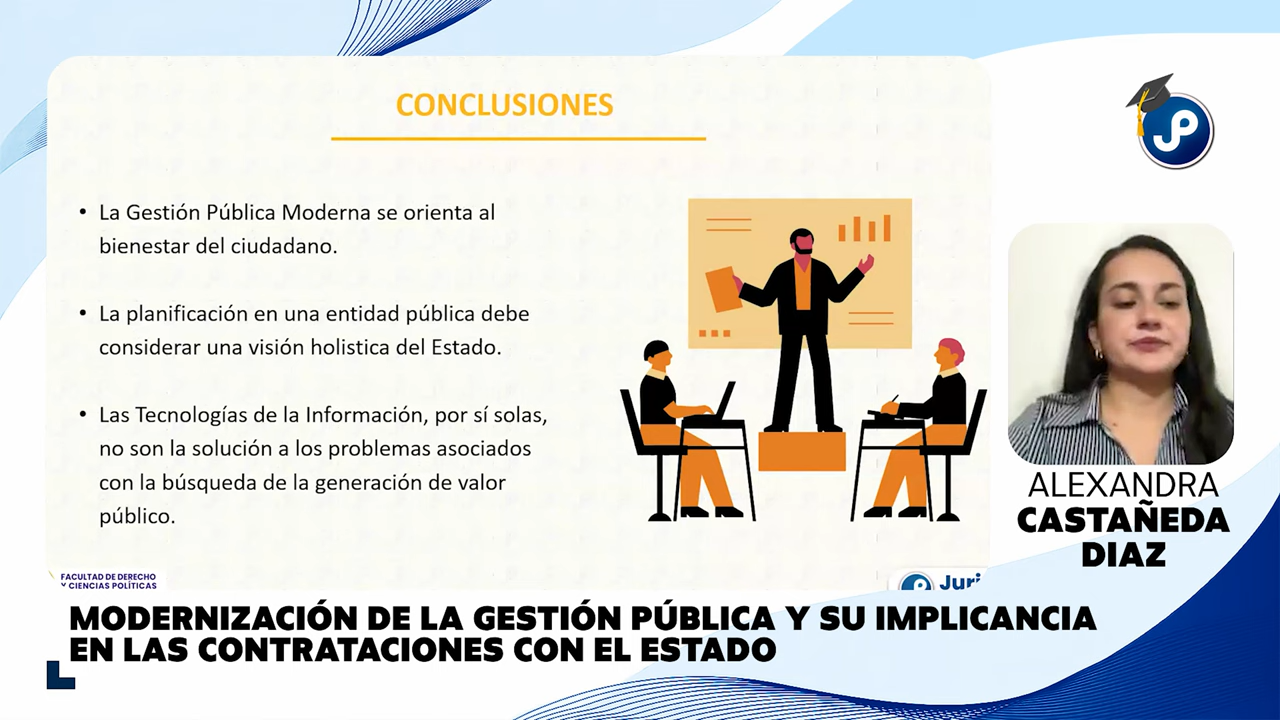 CONCLUSIONES
• La Gestión Pública Moderna se orienta al
bienestar del ciudadano.
• La planificación en una entidad pública debe
considerar una visión holistica del Estado.
• Las Tecnologías de la Información, por sí solas,
no son la solución a los problemas asociados
con la búsqueda de la generación de valor
público.
FACULTAD DE DERECHO
Y CIENCIAS POLÍTICAS
Juri
JP
ALEXANDRA
CASTAÑEDA
DIAZ
MODERNIZACIÓN DE LA GESTIÓN PÚBLICA Y SU IMPLICANCIA
EN LAS CONTRATACIONES CON EL ESTADO